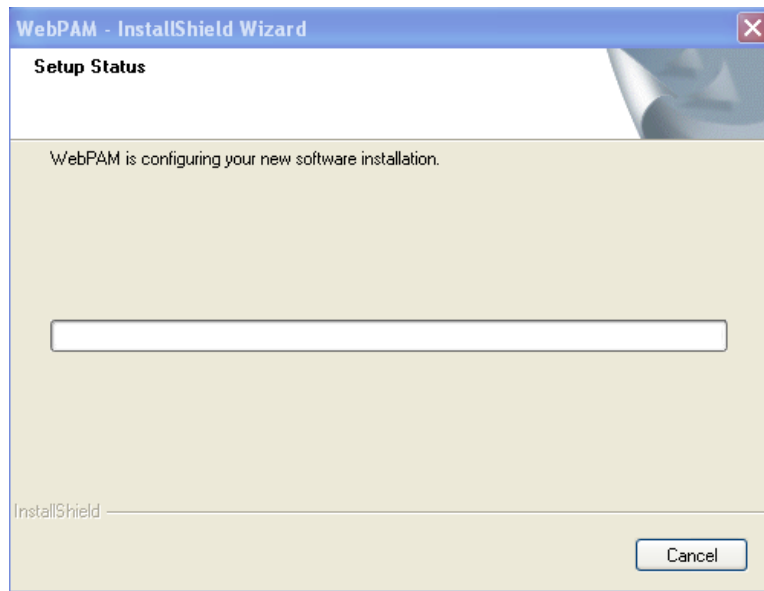 WebPAM - InstallShield Wizard
Setup Status
WebPAM is configuring your new software installation.
InstallShield
Cancel